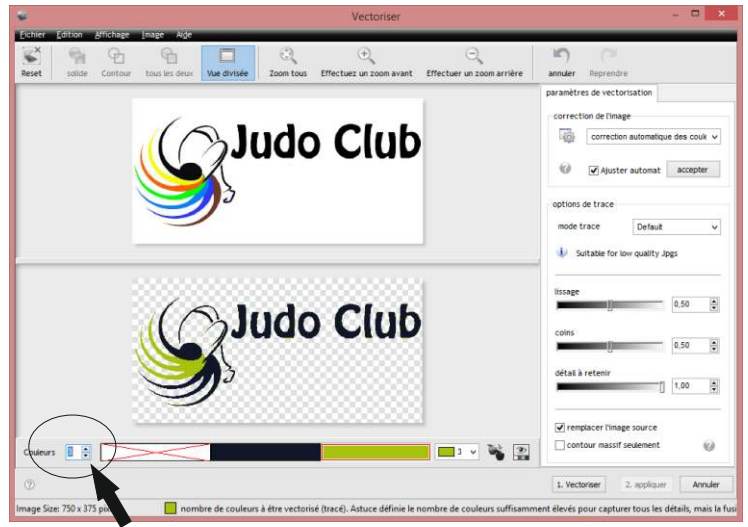 Vectoriser
Fichier Edition Affichage Image Aide
Reset solide Contour tous les deux Vue divisée Zoom tous Effectuez un zoom avant Effectuer un zoom arrière annuler Reprendre
paramètres de vectorisation
correction de l'image
correction automatique des coulk
Ajuster automat accepter
Judo Club
options de trace
mode trace Default
Suitable for low quality Jpgs
lissage
0,50
coins
0,50
détail à retenir
1,00
Judo Club
remplacer l'image source
contour massif seulement
Couleurs 3
1. Vectoriser 2. appliquer Annuler
Image Size: 750 x 375 nombre de couleurs à être vectorisé (tracé). Astuce définie le nombre de couleurs suffisamment élevés pour capturer tous les détails, mais la fusi